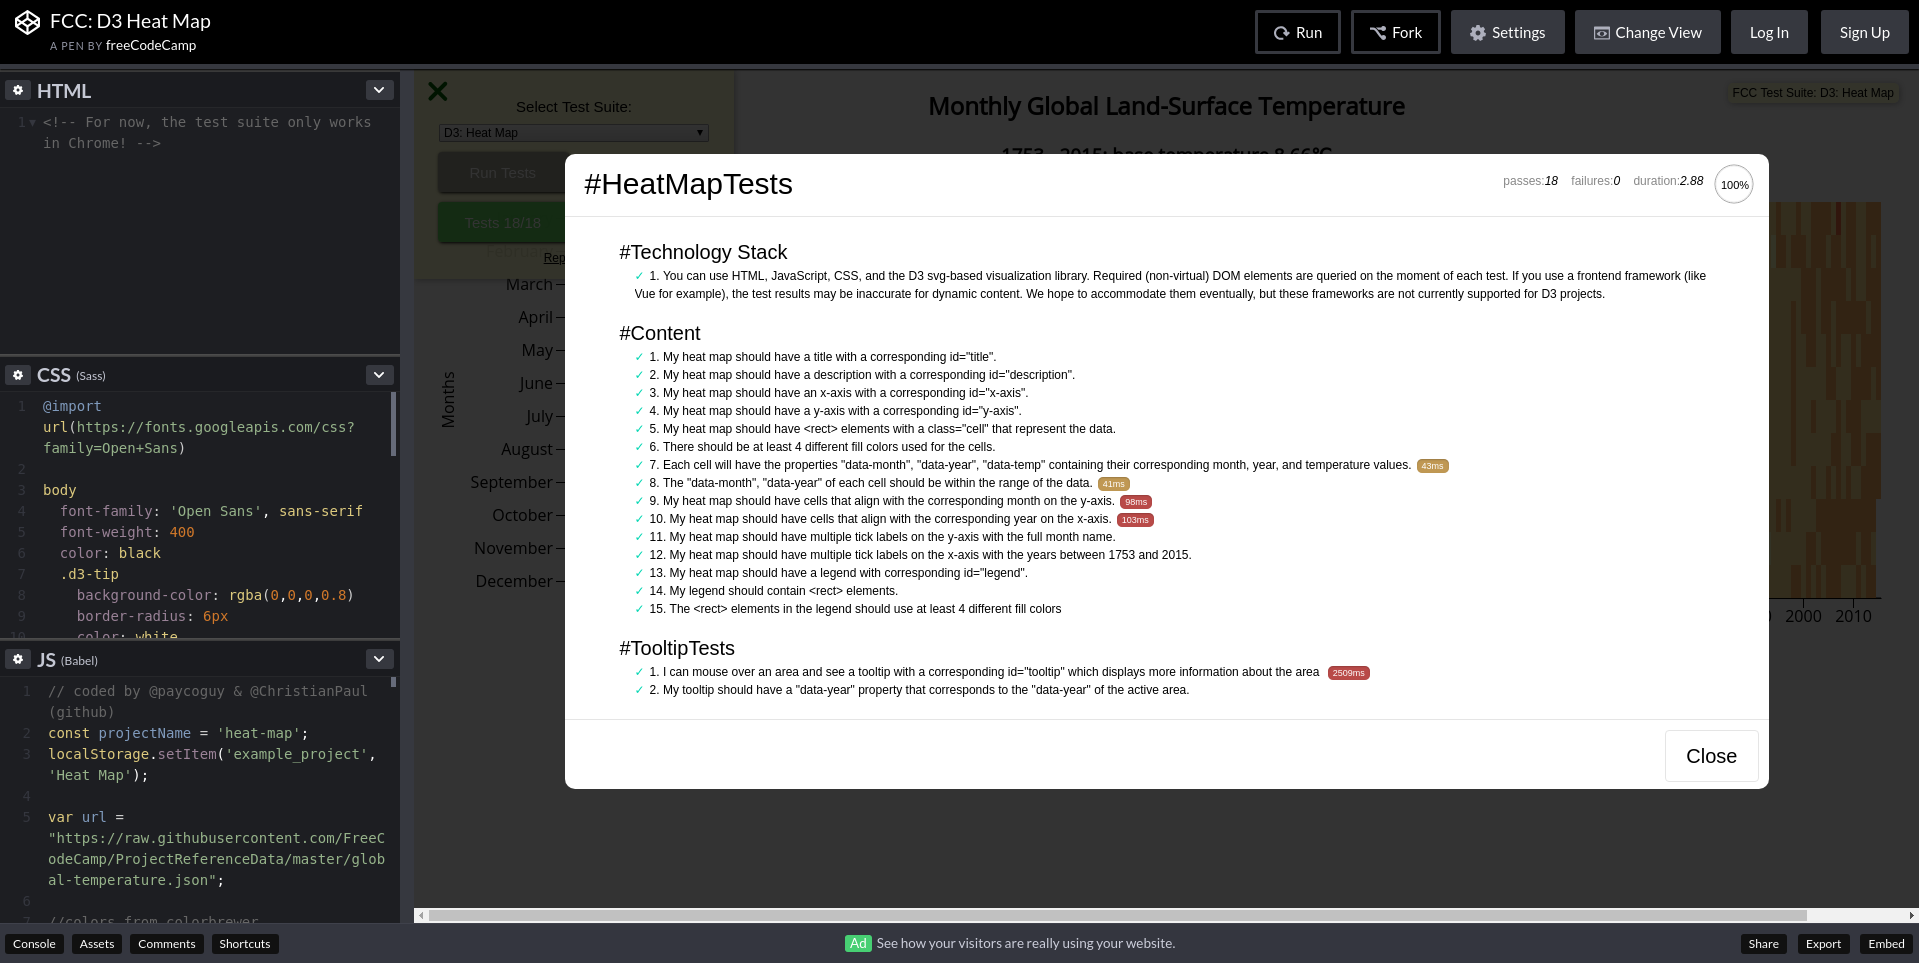 FCC: D3 Heat Map
A PEN BY freeCodeCamp
Run
Fork
Settings
Change View
Log In
Sign Up
HTML
1 <!-- For now, the test suite only works
in Chrome! -->
CSS (Sass)
1 @import
url(https://fonts.googleapis.com/css?
family=Open+Sans)
2
3 body
4 font-family: 'Open Sans', sans-serif
5 font-weight: 400
6 color: black
7 .d3-tip
8 background-color: rgba(0,0,0,0.8)
9 border-radius: 6px
10 color: white
JS (Babel)
1 // coded by @paycoguy & @ChristianPaul
(github)
2 const projectName = 'heat-map';
3 localStorage.setItem('example_project',
'Heat Map');
4
5 var url =
"https://raw.githubusercontent.com/FreeC
odeCamp/ProjectReferenceData/master/glob
al-temperature.json";
6
7 //colors from colorbrewer
Select Test Suite:
D3: Heat Map
Run Tests
Tests 18/18
Monthly Global Land-Surface Temperature
1753 - 2015: base temperature 8.66℃
FCC Test Suite: D3: Heat Map
Months
February
March
April
May
June
July
August
September
October
November
December
2000
2010
#HeatMapTests
passes:18 failures:0 duration:2.88 100%
#Technology Stack
✓ 1. You can use HTML, JavaScript, CSS, and the D3 svg-based visualization library. Required (non-virtual) DOM elements are queried on the moment of each test. If you use a frontend framework (like
Vue for example), the test results may be inaccurate for dynamic content. We hope to accommodate them eventually, but these frameworks are not currently supported for D3 projects.
#Content
✓ 1. My heat map should have a title with a corresponding id="title".
✓ 2. My heat map should have a description with a corresponding id="description".
✓ 3. My heat map should have an x-axis with a corresponding id="x-axis".
✓ 4. My heat map should have a y-axis with a corresponding id="y-axis".
✓ 5. My heat map should have <rect> elements with a class="cell" that represent the data.
✓ 6. There should be at least 4 different fill colors used for the cells.
✓ 7. Each cell will have the properties "data-month", "data-year", "data-temp" containing their corresponding month, year, and temperature values. 43ms
✓ 8. The "data-month", "data-year" of each cell should be within the range of the data. 41ms
✓ 9. My heat map should have cells that align with the corresponding month on the y-axis. 98ms
✓ 10. My heat map should have cells that align with the corresponding year on the x-axis. 103ms
✓ 11. My heat map should have multiple tick labels on the y-axis with the full month name.
✓ 12. My heat map should have multiple tick labels on the x-axis with the years between 1753 and 2015.
✓ 13. My heat map should have a legend with corresponding id="legend".
✓ 14. My legend should contain <rect> elements.
✓ 15. The <rect> elements in the legend should use at least 4 different fill colors
#TooltipTests
✓ 1. I can mouse over an area and see a tooltip with a corresponding id="tooltip" which displays more information about the area 2509ms
✓ 2. My tooltip should have a "data-year" property that corresponds to the "data-year" of the active area.
Close
Console
Assets
Comments
Shortcuts
Ad See how your visitors are really using your website.
Share
Export
Embed